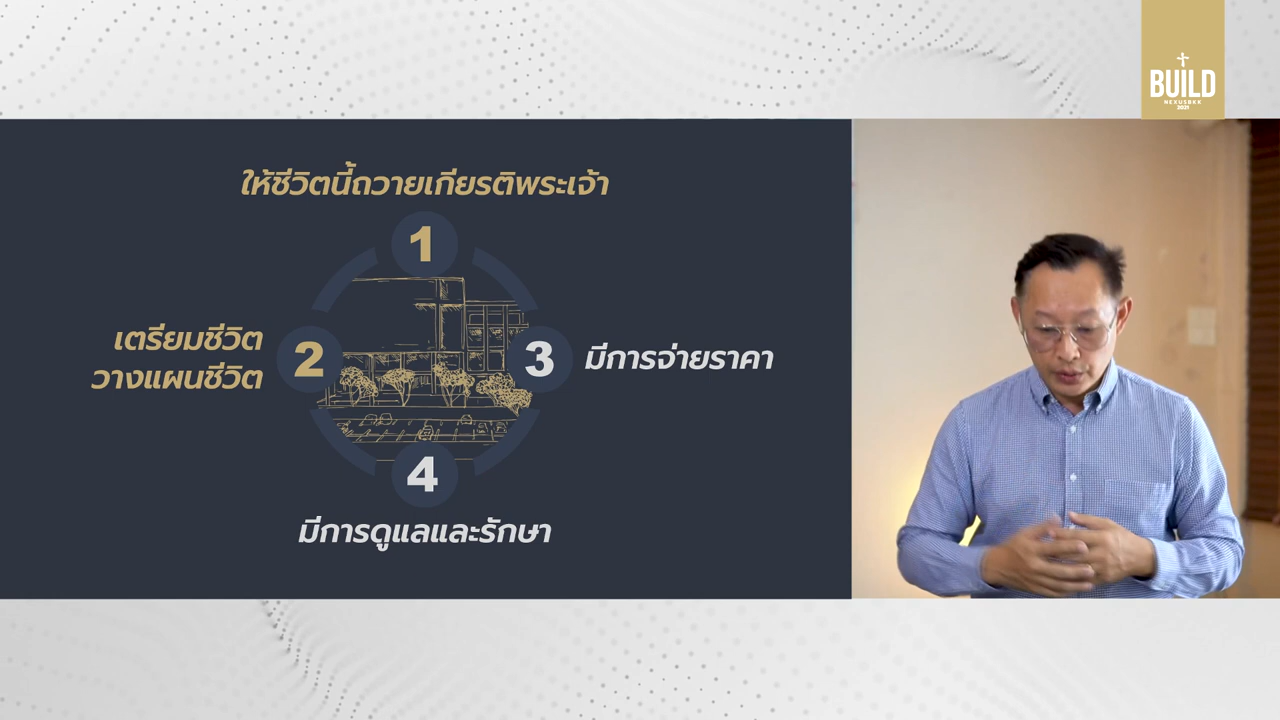 BUILD
NEXUSBKK
2021
ให้ชีวิตนี้ถวายเกียรติพระเจ้า
1
เตรียมชีวิต
วางแผนชีวิต
2
3
มีการจ่ายราคา
4
มีการดูแลและรักษา